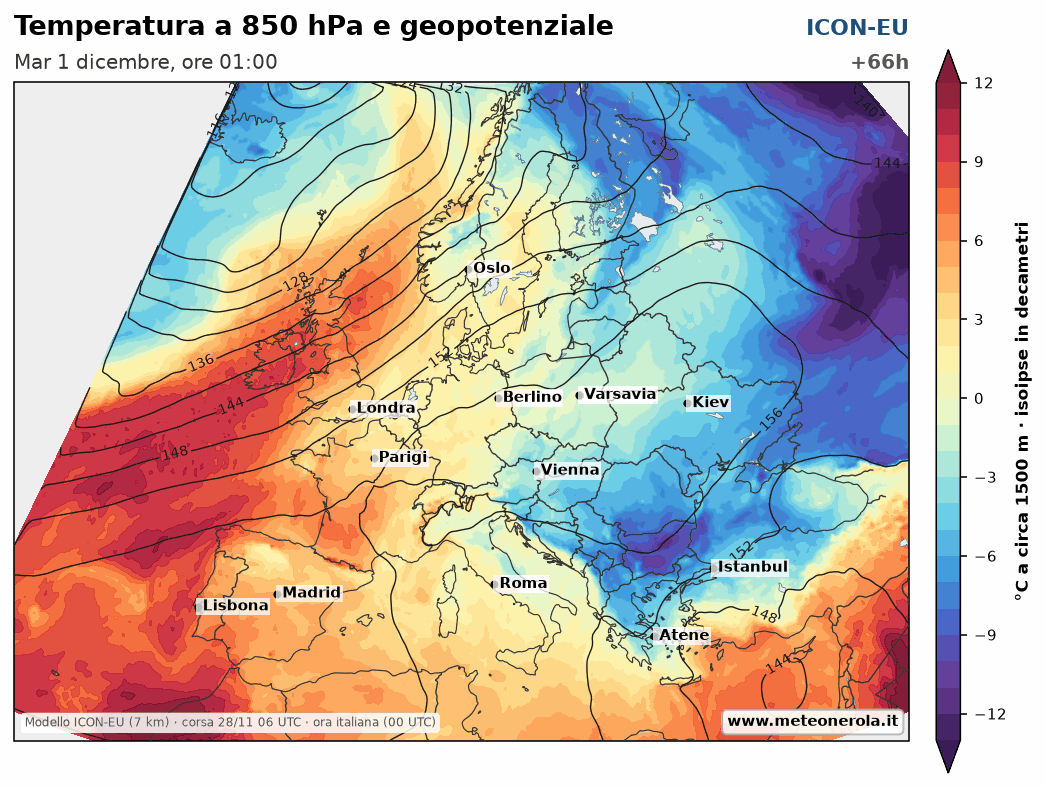 Temperatura a 850 hPa e geopotenziale
ICON-EU
Mar 1 dicembre, ore 01:00
+66h
132
116
140
144
Oslo
128
136
144
148
Londra
Berlino
Varsavia
Kiev
156
Parigi
Vienna
152
Istanbul
Roma
Madrid
Lisbona
148
Atene
144
Modello ICON-EU (7 km) · corsa 28/11 06 UTC · ora italiana (00 UTC)
www.meteonerola.it
12
9
6
3
0
−3
−6
−9
−12
°C a circa 1500 m · isoipse in decametri